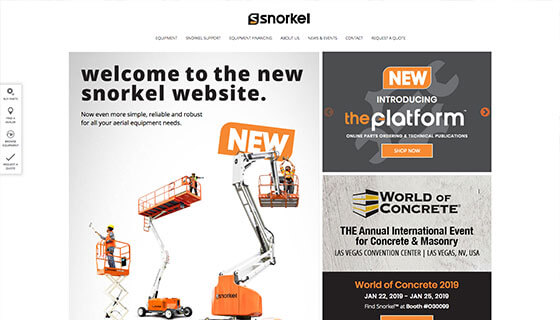 snorkel
EQUIPMENT SNORKEL SUPPORT EQUIPMENT FINANCING ABOUT US NEWS & EVENTS CONTACT REQUEST A QUOTE
BUY PARTS
FIND A
DEALER
BROWSE
EQUIPMENT
REQUEST A
QUOTE
welcome to the new
snorkel website.
Now even more simple, reliable and robust
for all your aerial equipment needs.
NEW
snorkel
NEW
INTRODUCING
the platform™
ONLINE PARTS ORDERING & TECHNICAL PUBLICATIONS
SHOP NOW
WORLD OF
CONCRETE®
THE Annual International Event
for Concrete & Masonry
LAS VEGAS CONVENTION CENTER | LAS VEGAS, NV, USA
World of Concrete 2019
JAN 22, 2019 - JAN 25, 2019
Find Snorkel™ at Booth #O30099